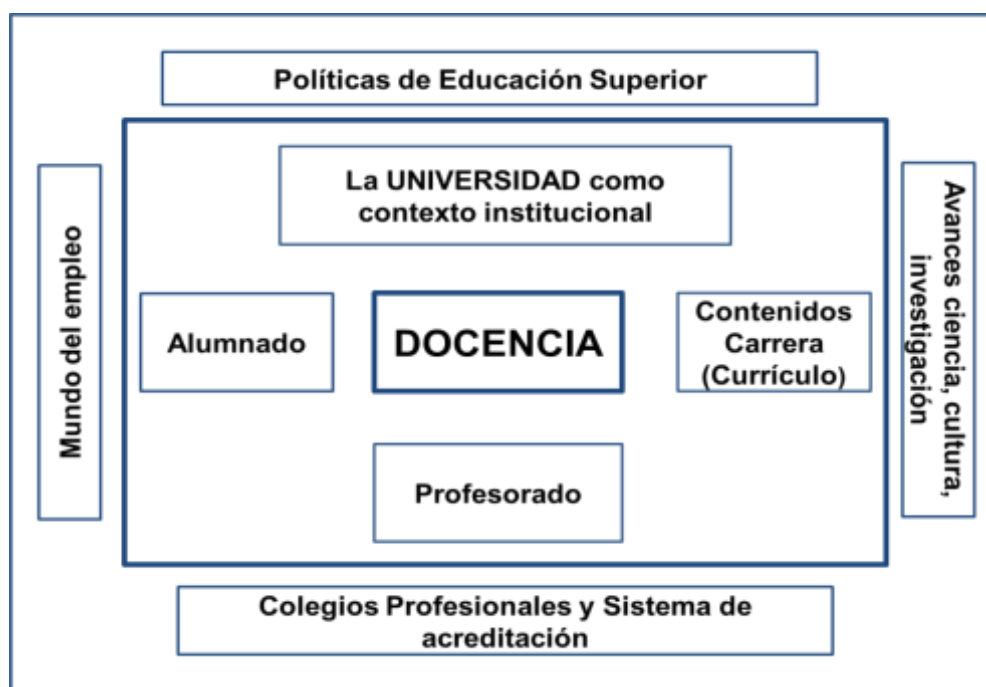 Políticas de Educación Superior
La UNIVERSIDAD como
contexto institucional
Mundo del empleo
Alumnado
DOCENCIA
Contenidos
Carrera
(Currículo)
Avances ciencia, cultura,
investigación
Profesorado
Colegios Profesionales y Sistema de
acreditación